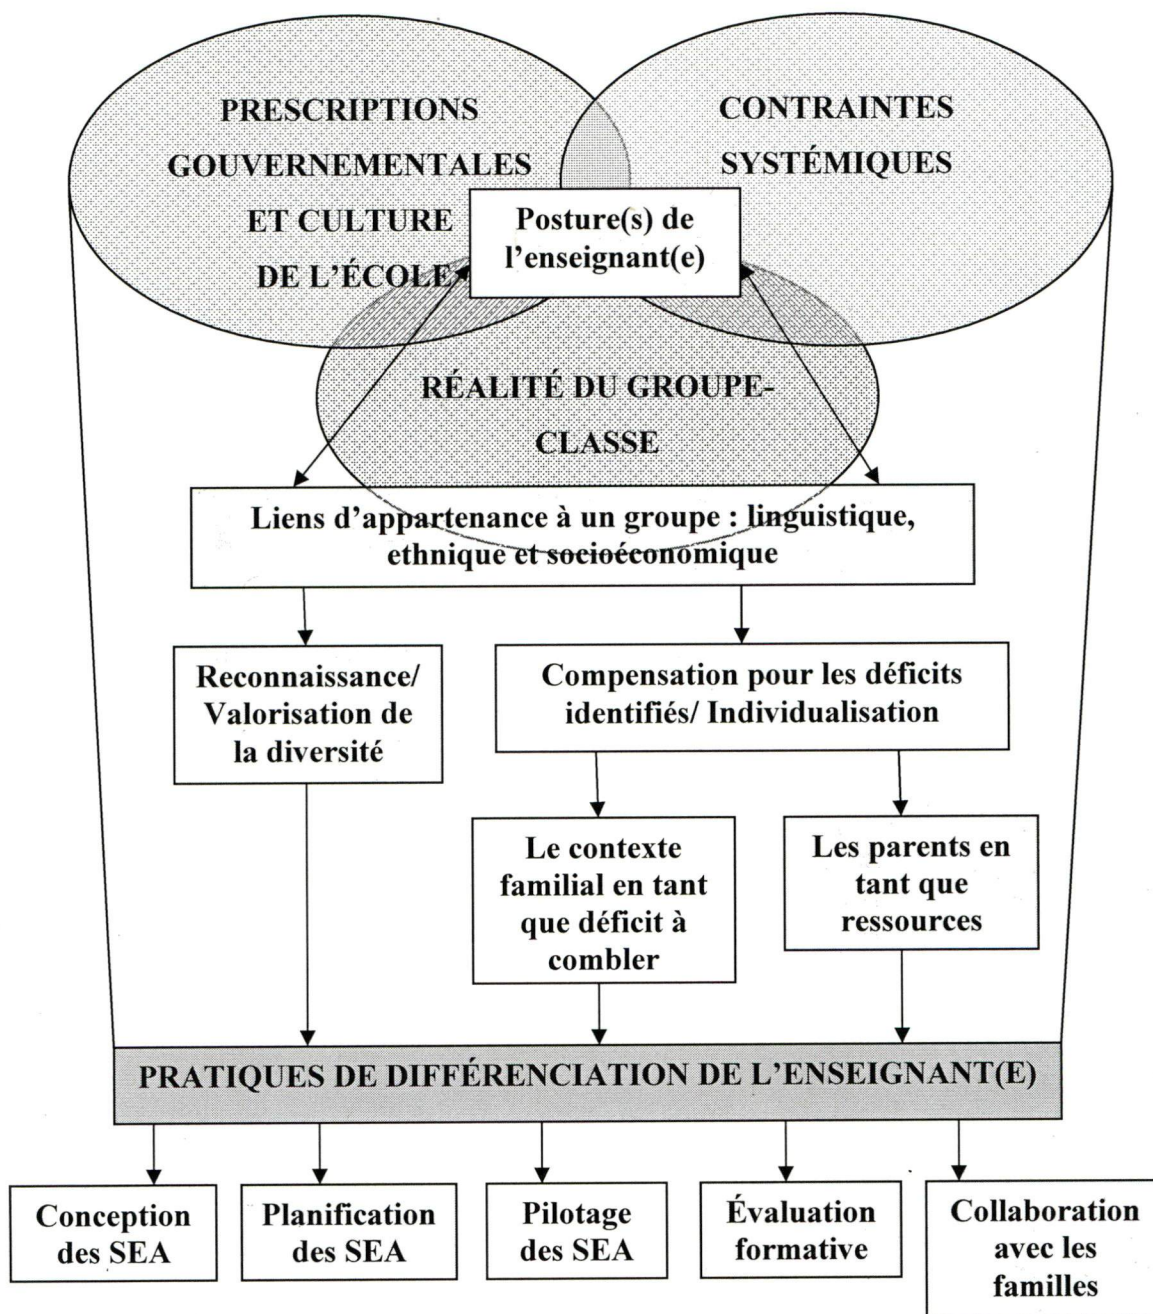 PRESCRIPTIONS
GOUVERNEMENTALES
ET CULTURE
DE L'ÉCOLE
CONTRAINTES
SYSTÉMIQUES
Posture(s) de
l'enseignant(e)
RÉALITÉ DU GROUPE-
CLASSE
Liens d'appartenance à un groupe : linguistique,
ethnique et socioéconomique
Reconnaissance/
Valorisation de
la diversité
Compensation pour les déficits
identifiés/ Individualisation
Le contexte
familial en tant
que déficit à
combler
Les parents en
tant que
ressources
PRATIQUES DE DIFFÉRENCIATION DE L'ENSEIGNANT(E)
Conception
des SEA
Planification
des SEA
Pilotage
des SEA
Évaluation
formative
Collaboration
avec les
familles